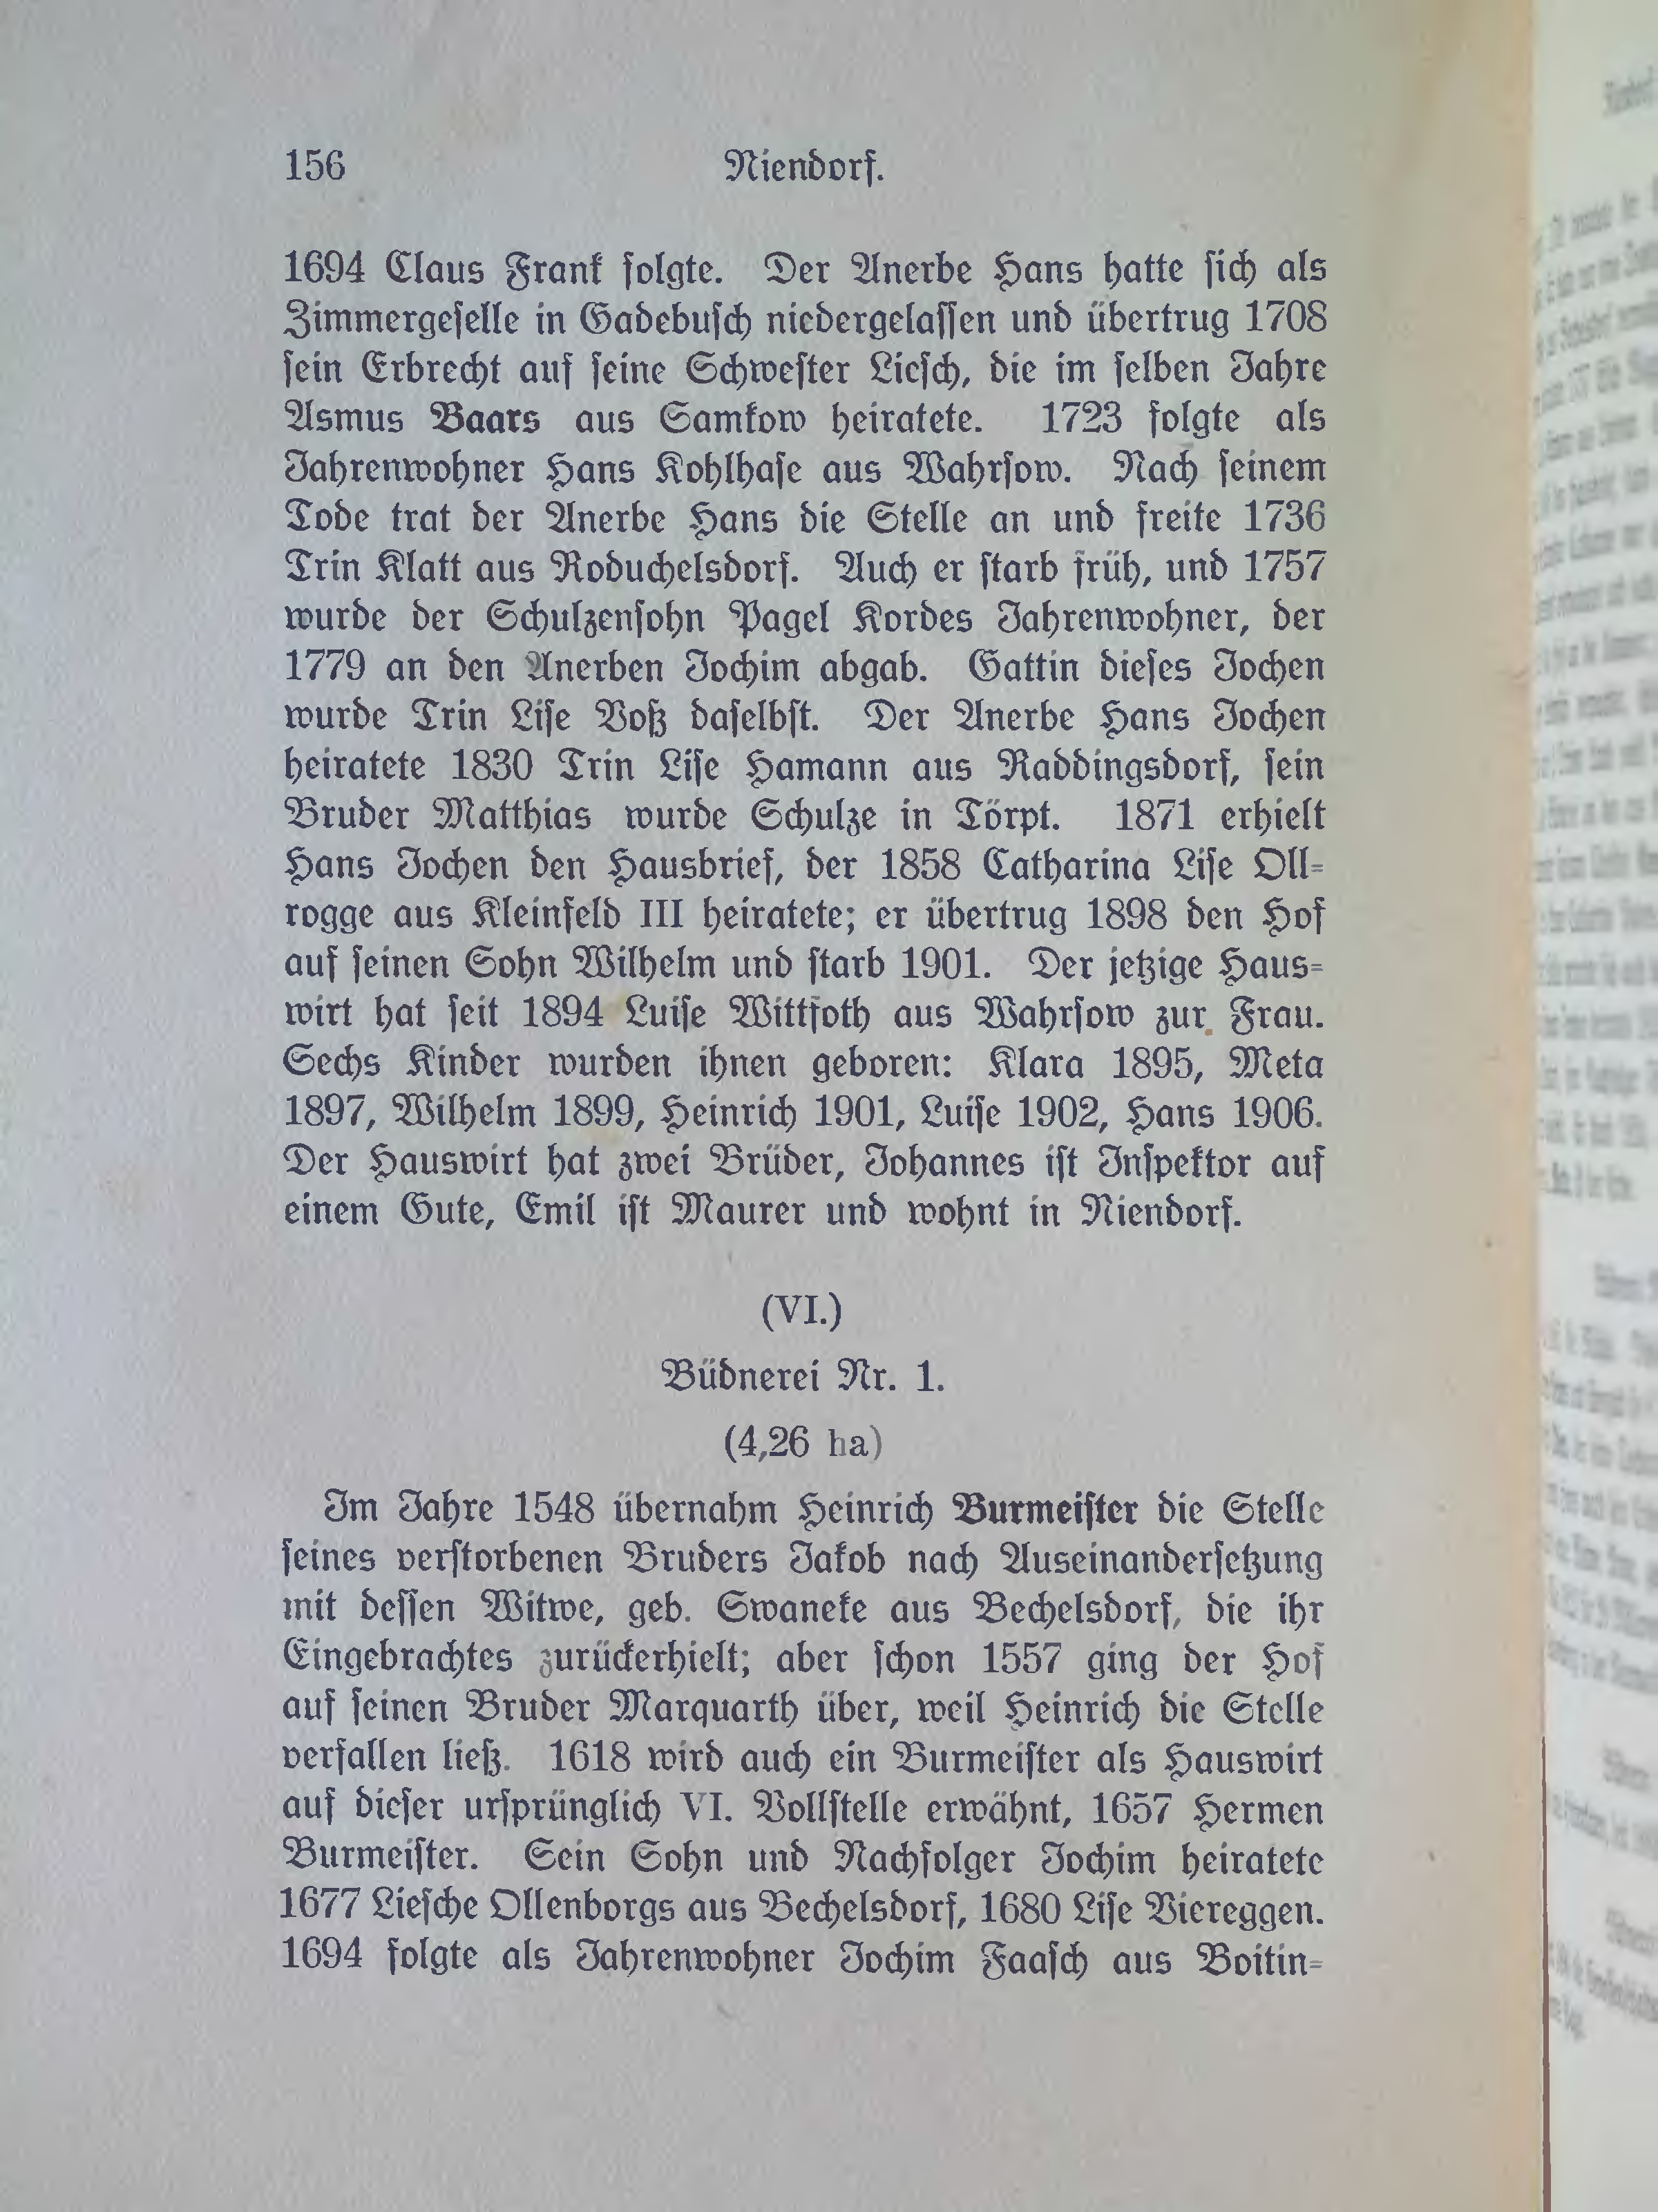 156 Niendorf.
1694 Claus Frank folgte. Der Anerbe Hans hatte ſich als
Zimmergeſelle in Gadebuſch niedergelaſſen und übertrug 1708
ſein Erbrecht auf ſeine Schweſter Lieſch, die im ſelben Jahre
Asmus Baars aus Samkow heiratete. 1723 folgte als
Jahrenwohner Hans Kohlhaſe aus Wahrſow. Nach ſeinem
Tode trat der Anerbe Hans die Stelle an und freite 1736
Trin Klatt aus Roduchelsdorf. Auch er ſtarb früh, und 1757
wurde der Schulzenſohn Pagel Kordes Jahrenwohner, der
1779 an den Anerben Jochim abgab. Gattin dieſes Jochen
wurde Trin Liſe Voß daſelbſt. Der Anerbe Hans Jochen
heiratete 1830 Trin Liſe Hamann aus Raddingsdorf, ſein
Bruder Matthias wurde Schulze in Törpt. 1871 erhielt
Hans Jochen den Hausbrief, der 1858 Catharina Liſe Oll-
rogge aus Kleinfeld III heiratete; er übertrug 1898 den Hof
auf ſeinen Sohn Wilhelm und ſtarb 1901. Der jetzige Haus-
wirt hat ſeit 1894 Luiſe Wittfoth aus Wahrſow zur Frau.
Sechs Kinder wurden ihnen geboren: Klara 1895, Meta
1897, Wilhelm 1899, Heinrich 1901, Luiſe 1902, Hans 1906.
Der Hauswirt hat zwei Brüder, Johannes iſt Inſpektor auf
einem Gute, Emil iſt Maurer und wohnt in Niendorf.
(VI.)
Büdnerei Nr. 1.
(4,26 ha)
Im Jahre 1548 übernahm Heinrich Burmeiſter die Stelle
ſeines verſtorbenen Bruders Jakob nach Auseinanderſetzung
mit deſſen Witwe, geb. Swaneke aus Bechelsdorf, die ihr
Eingebrachtes zurückerhielt; aber ſchon 1557 ging der Hof
auf ſeinen Bruder Marquarth über, weil Heinrich die Stelle
verfallen ließ. 1618 wird auch ein Burmeiſter als Hauswirt
auf dieſer urſprünglich VI. Vollſtelle erwähnt, 1657 Hermen
Burmeiſter. Sein Sohn und Nachfolger Jochim heiratete
1677 Lieſche Ollenborgs aus Bechelsdorf, 1680 Liſe Viereggen.
1694 folgte als Jahrenwohner Jochim Faaſch aus Boitin-